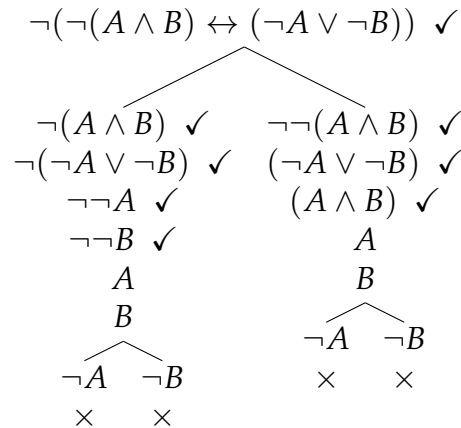 ¬(¬(A ∧ B) ↔ (¬A ∨ ¬B)) ✓
¬(A ∧ B) ✓ ¬¬(A ∧ B) ✓
¬(¬A ∨ ¬B) ✓ (¬A ∨ ¬B) ✓
¬¬A ✓ (A ∧ B) ✓
¬¬B ✓ A
A B
B
¬A ¬B
¬A ¬B × ×
× ×